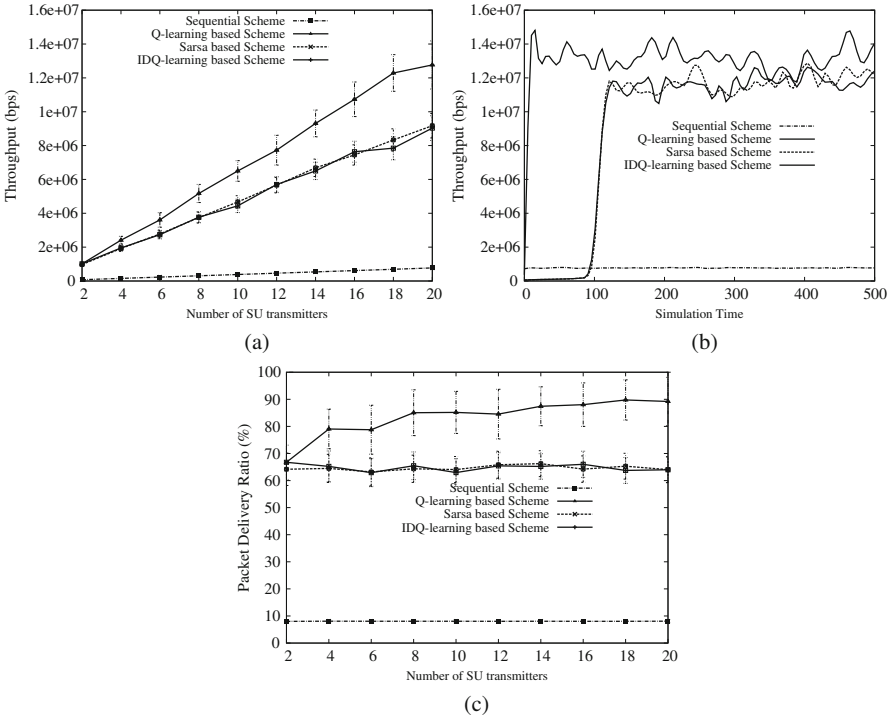 1.6e+07
1.4e+07
1.2e+07
1e+07
8e+06
6e+06
4e+06
2e+06
0
Throughput (bps)
Sequential Scheme
Q-learning based Scheme
Sarsa based Scheme
IDQ-learning based Scheme
2 4 6 8 10 12 14 16 18 20
Number of SU transmitters
(a)
1.6e+07
1.4e+07
1.2e+07
1e+07
8e+06
6e+06
4e+06
2e+06
0
Throughput (bps)
Sequential Scheme
Q-learning based Scheme
Sarsa based Scheme
IDQ-learning based Scheme
0 100 200 300 400 500
Simulation Time
(b)
100
90
80
70
60
50
40
30
20
10
0
Packet Delivery Ratio (%)
Sequential Scheme
Q-learning based Scheme
Sarsa based Scheme
IDQ-learning based Scheme
2 4 6 8 10 12 14 16 18 20
Number of SU transmitters
(c)